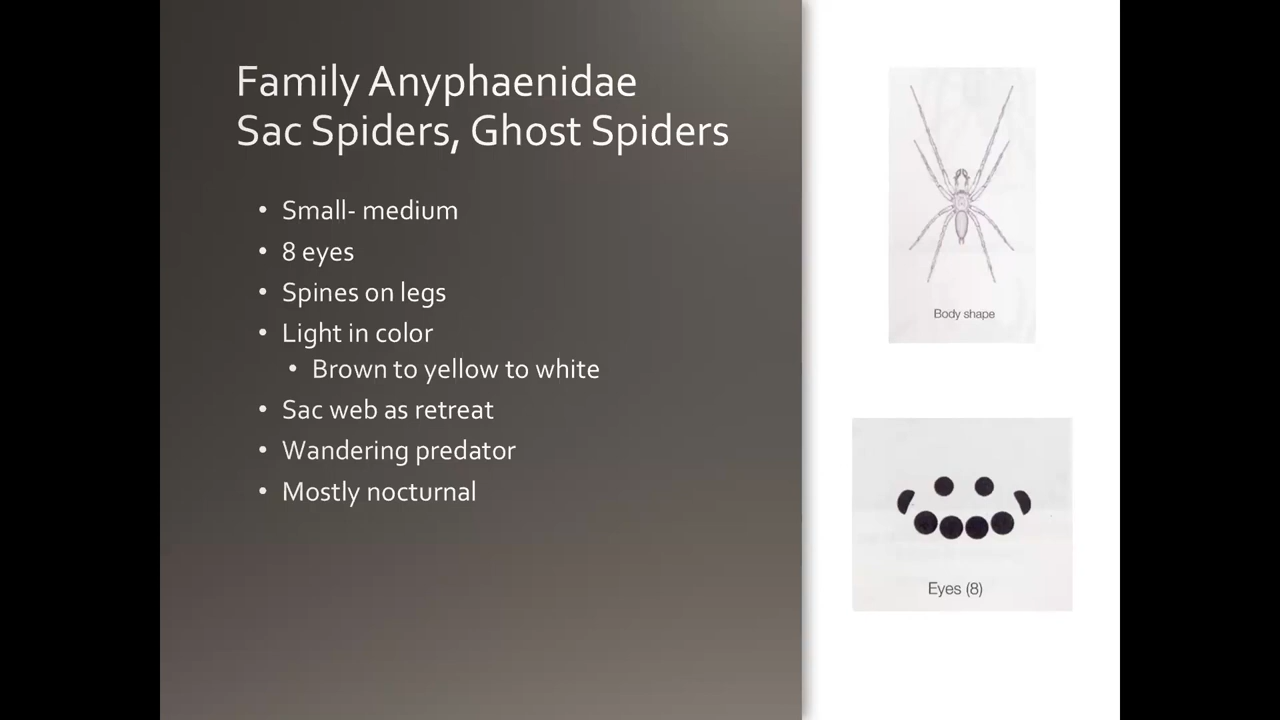 Family Anyphaenidae
Sac Spiders, Ghost Spiders
• Small- medium
• 8 eyes
• Spines on legs
• Light in color
• Brown to yellow to white
• Sac web as retreat
• Wandering predator
• Mostly nocturnal
Body shape
Eyes (8)